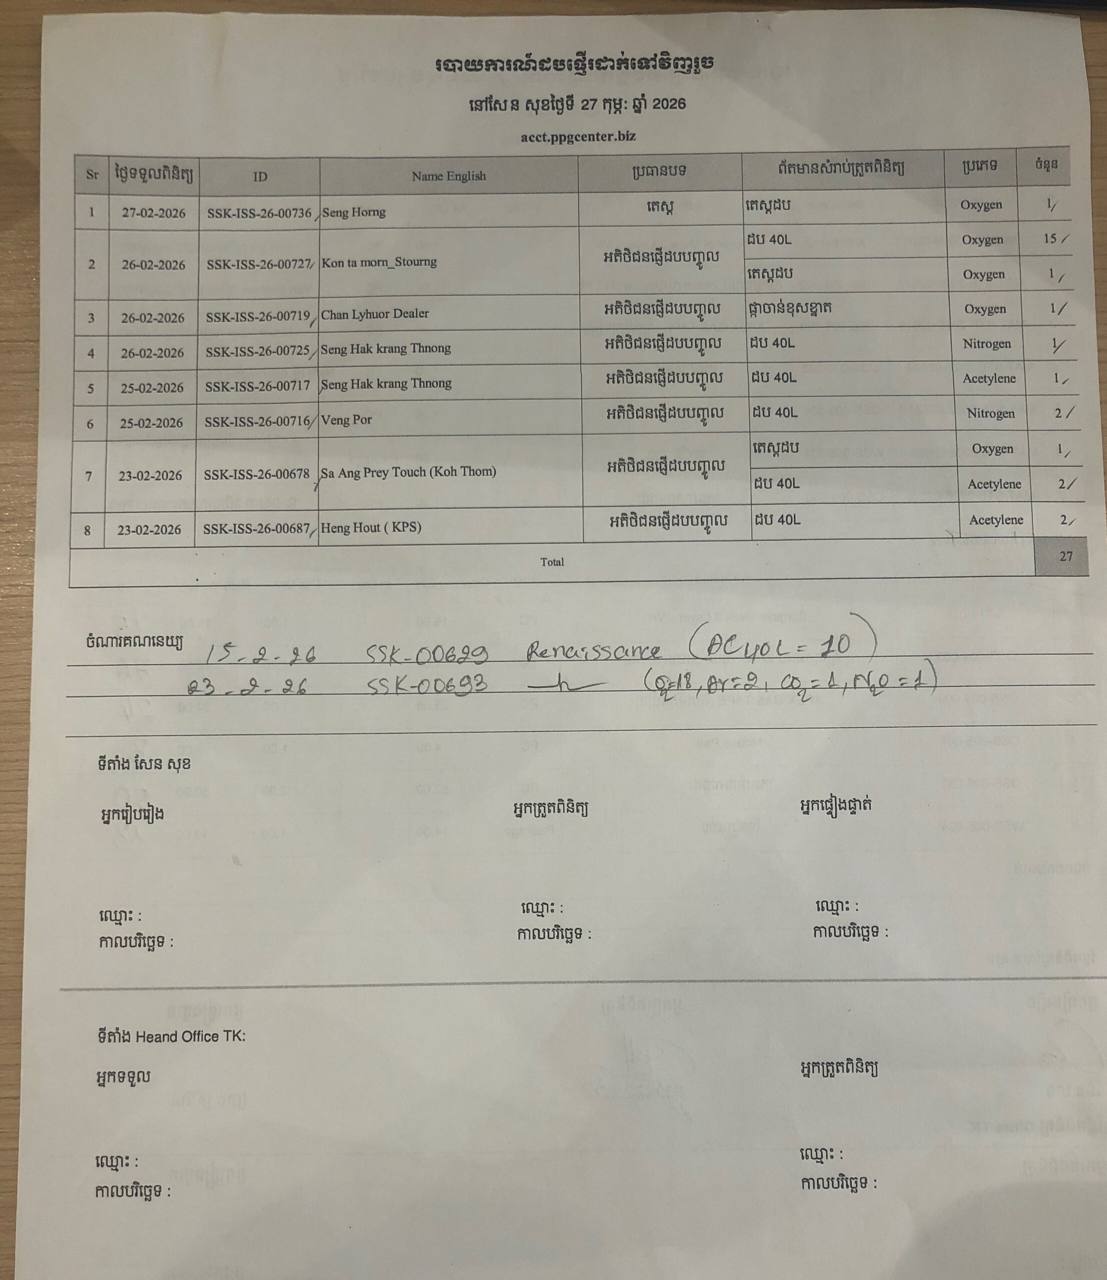 របាយការណ៍ដបផ្ញើរដាក់ទៅវិញរួច
នៅសែន សុខថ្ងៃទី 27 កុម្ភ: ឆ្នាំ 2026
acct.ppgcenter.biz
Sr ថ្ងៃទទួលពិនិត្យ ID Name English ប្រធានបទ ព័តមានសំរាប់ត្រួតពិនិត្យ ប្រភេទ ចំនួន
1 27-02-2026 SSK-ISS-26-00736 Seng Horng តេស្ត តេស្តដប Oxygen 1
2 26-02-2026 SSK-ISS-26-00727 Kon ta morn_Stourng អតិថិជនផ្ញើដបបញ្ចូល ដប 40L Oxygen 15
តេស្តដប Oxygen 1
3 26-02-2026 SSK-ISS-26-00719 Chan Lyhuor Dealer អតិថិជនផ្ញើដបបញ្ចូល ផ្កាចាន់ខុសខ្នាត Oxygen 1
4 26-02-2026 SSK-ISS-26-00725 Seng Hak krang Thnong អតិថិជនផ្ញើដបបញ្ចូល ដប 40L Nitrogen 1
5 25-02-2026 SSK-ISS-26-00717 Seng Hak krang Thnong អតិថិជនផ្ញើដបបញ្ចូល ដប 40L Acetylene 1
6 25-02-2026 SSK-ISS-26-00716 Veng Por អតិថិជនផ្ញើដបបញ្ចូល ដប 40L Nitrogen 2
7 23-02-2026 SSK-ISS-26-00678 Sa Ang Prey Touch (Koh Thom) អតិថិជនផ្ញើដបបញ្ចូល តេស្តដប Oxygen 1
ដប 40L Acetylene 2
8 23-02-2026 SSK-ISS-26-00687 Heng Hout ( KPS) អតិថិជនផ្ញើដបបញ្ចូល ដប 40L Acetylene 2
Total 27
ចំណារគណនេយ្យ 15-2-26 SSK-00629 Renaissance (AC40L = 10)
23-2-26 SSK-00693 (O2=18, Ar=2, CO2=1, N2O=1)
ទីតាំង សែន សុខ
អ្នករៀបរៀង អ្នកត្រួតពិនិត្យ អ្នកផ្ទៀងផ្ទាត់
ឈ្មោះ : ឈ្មោះ : ឈ្មោះ :
កាលបរិច្ឆេទ : កាលបរិច្ឆេទ : កាលបរិច្ឆេទ :
ទីតាំង Heand Office TK:
អ្នកទទួល អ្នកត្រួតពិនិត្យ
ឈ្មោះ : ឈ្មោះ :
កាលបរិច្ឆេទ : កាលបរិច្ឆេទ :